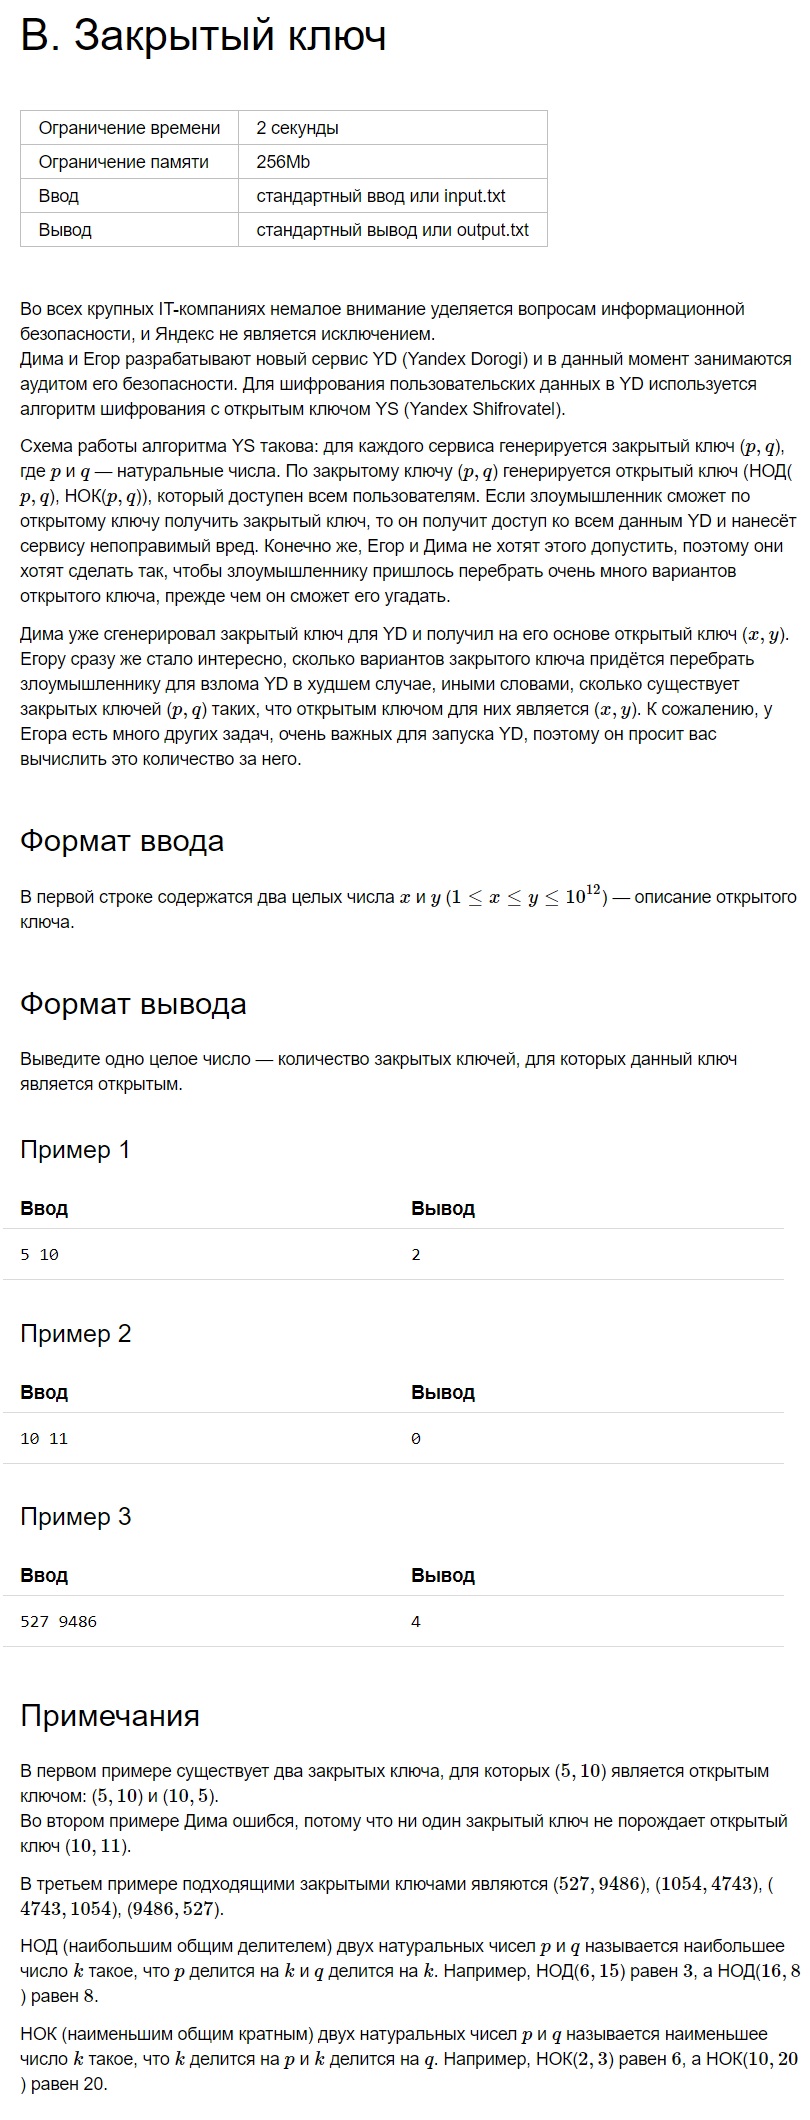 В. Закрытый ключ
Ограничение времени 2 секунды
Ограничение памяти 256Mb
Ввод стандартный ввод или input.txt
Вывод стандартный вывод или output.txt
Во всех крупных IT-компаниях немалое внимание уделяется вопросам информационной
безопасности, и Яндекс не является исключением.
Дима и Егор разрабатывают новый сервис YD (Yandex Dorogi) и в данный момент занимаются
аудитом его безопасности. Для шифрования пользовательских данных в YD используется
алгоритм шифрования с открытым ключом YS (Yandex Shifrovatel).
Схема работы алгоритма YS такова: для каждого сервиса генерируется закрытый ключ (p, q),
где p и q — натуральные числа. По закрытому ключу (p, q) генерируется открытый ключ (НОД(
p, q), НОК(p, q)), который доступен всем пользователям. Если злоумышленник сможет по
открытому ключу получить закрытый ключ, то он получит доступ ко всем данным YD и нанесёт
сервису непоправимый вред. Конечно же, Егор и Дима не хотят этого допустить, поэтому они
хотят сделать так, чтобы злоумышленнику пришлось перебрать очень много вариантов
открытого ключа, прежде чем он сможет его угадать.
Дима уже сгенерировал закрытый ключ для YD и получил на его основе открытый ключ (x, y).
Егору сразу же стало интересно, сколько вариантов закрытого ключа придётся перебрать
злоумышленнику для взлома YD в худшем случае, иными словами, сколько существует
закрытых ключей (p, q) таких, что открытым ключом для них является (x, y). К сожалению, у
Егора есть много других задач, очень важных для запуска YD, поэтому он просит вас
вычислить это количество за него.
Формат ввода
В первой строке содержатся два целых числа x и y (1 ≤ x ≤ y ≤ 10¹²) — описание открытого
ключа.
Формат вывода
Выведите одно целое число — количество закрытых ключей, для которых данный ключ
является открытым.
Пример 1
Ввод Вывод
5 10 2
Пример 2
Ввод Вывод
10 11 0
Пример 3
Ввод Вывод
527 9486 4
Примечания
В первом примере существует два закрытых ключа, для которых (5, 10) является открытым
ключом: (5, 10) и (10, 5).
Во втором примере Дима ошибся, потому что ни один закрытый ключ не порождает открытый
ключ (10, 11).
В третьем примере подходящими закрытыми ключами являются (527, 9486), (1054, 4743), (
4743, 1054), (9486, 527).
НОД (наибольшим общим делителем) двух натуральных чисел p и q называется наибольшее
число k такое, что p делится на k и q делится на k. Например, НОД(6, 15) равен 3, а НОД(16, 8
) равен 8.
НОК (наименьшим общим кратным) двух натуральных чисел p и q называется наименьшее
число k такое, что k делится на p и k делится на q. Например, НОК(2, 3) равен 6, а НОК(10, 20
) равен 20.